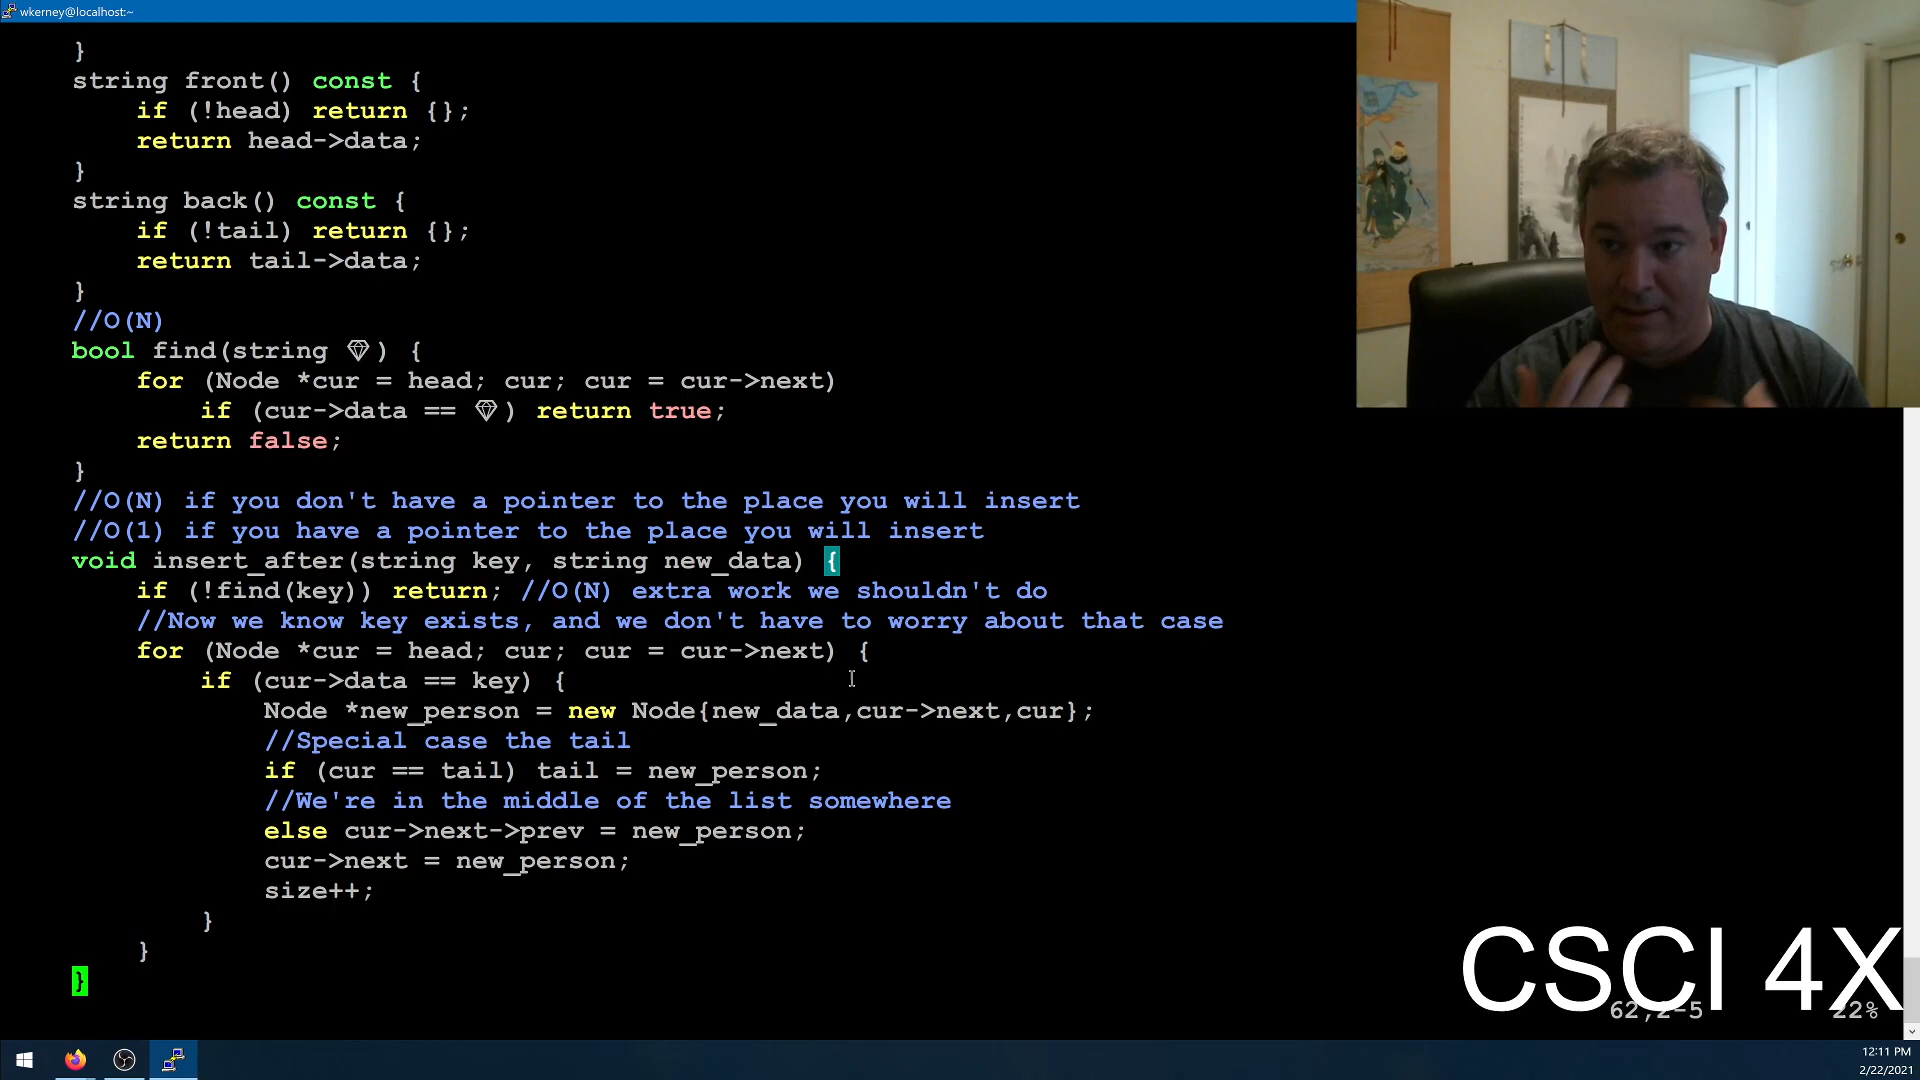 wkerney@localhost:~
}
string front() const {
if (!head) return {};
return head->data;
}
string back() const {
if (!tail) return {};
return tail->data;
}
//O(N)
bool find(string 💎) {
for (Node *cur = head; cur; cur = cur->next)
if (cur->data == 💎) return true;
return false;
}
//O(N) if you don't have a pointer to the place you will insert
//O(1) if you have a pointer to the place you will insert
void insert_after(string key, string new_data) {
if (!find(key)) return; //O(N) extra work we shouldn't do
//Now we know key exists, and we don't have to worry about that case
for (Node *cur = head; cur; cur = cur->next) {
if (cur->data == key) {
Node *new_person = new Node{new_data,cur->next,cur};
//Special case the tail
if (cur == tail) tail = new_person;
//We're in the middle of the list somewhere
else cur->next->prev = new_person;
cur->next = new_person;
size++;
}
}
}
CSCI 4X
62,2-5 22%
12:11 PM
2/22/2021